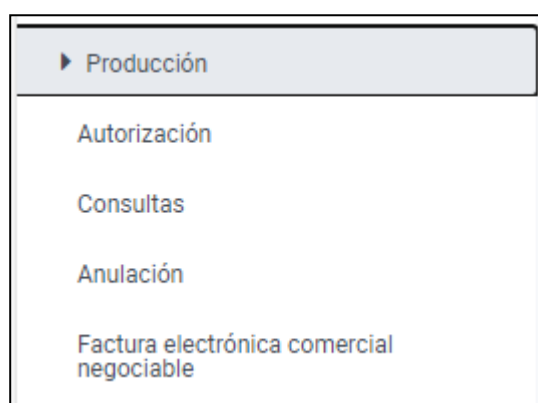 Producción
Autorización
Consultas
Anulación
Factura electrónica comercial
negociable